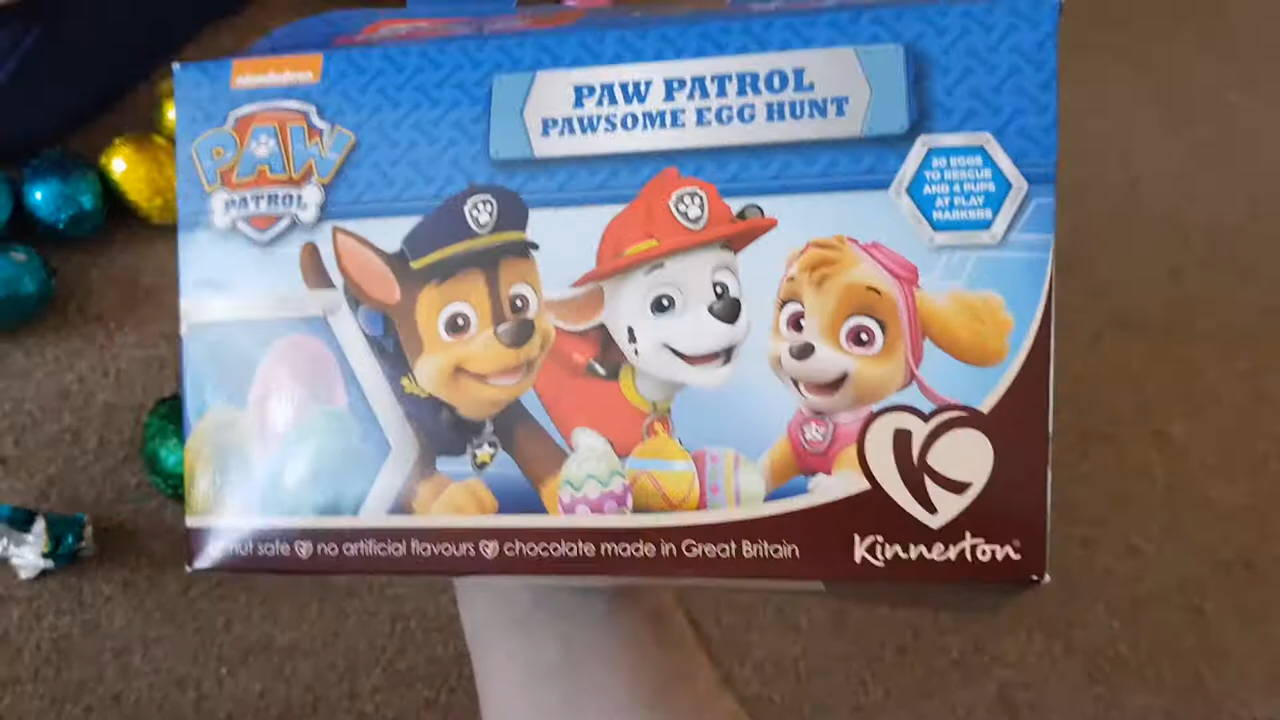 nickelodeon
PAW PATROL
PAWSOME EGG HUNT
PAW
PATROL
30 EGGS
TO RESCUE
AND 4 PUPS
AT PLAY
MARKERS
K
nut safe no artificial flavours chocolate made in Great Britain
Kinnerton